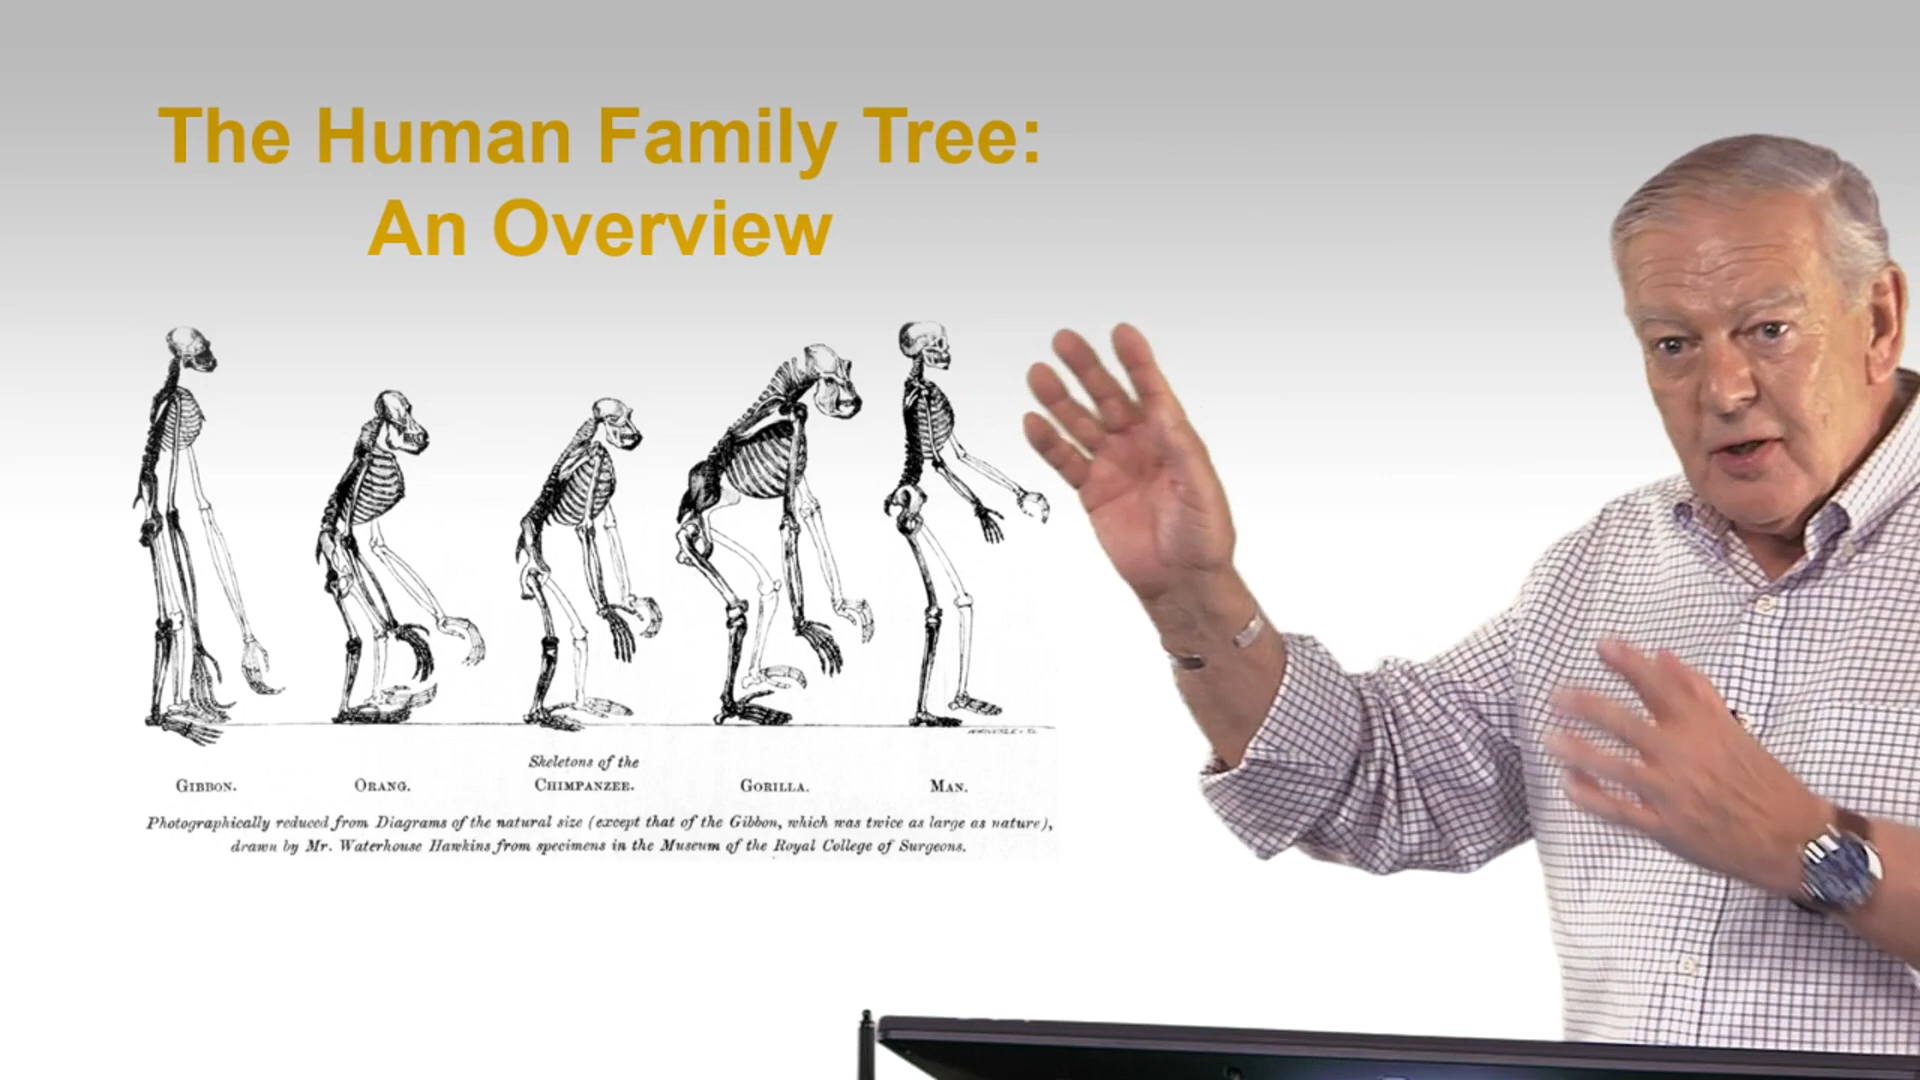 The Human Family Tree:
An Overview
Skeletons of the
GIBBON. ORANG. CHIMPANZEE. GORILLA. MAN.
Photographically reduced from Diagrams of the natural size (except that of the Gibbon, which was twice as large as nature),
drawn by Mr. Waterhouse Hawkins from specimens in the Museum of the Royal College of Surgeons.